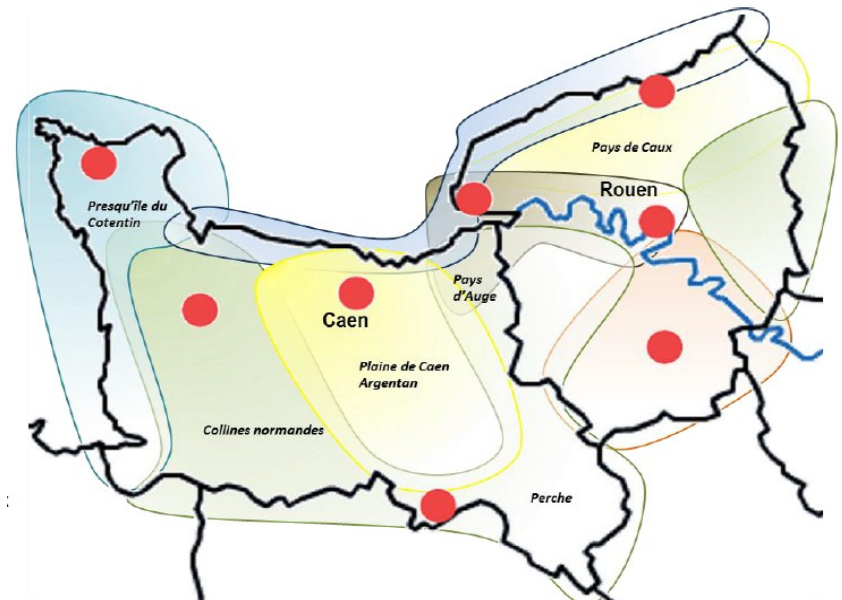 Pays de Caux
Rouen
Presqu'île du
Cotentin
Pays
d'Auge
Caen
Plaine de Caen
Argentan
Collines normandes
Perche